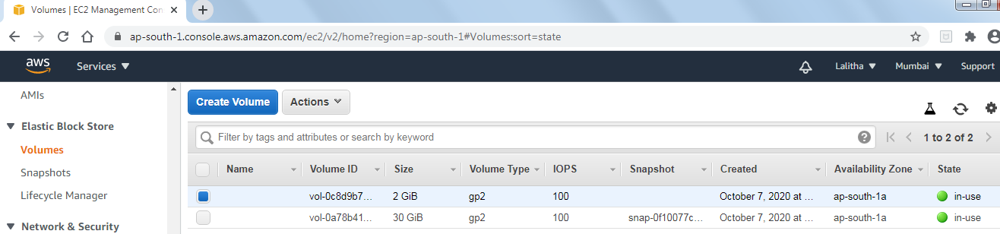 Volumes | EC2 Management Con
ap-south-1.console.aws.amazon.com/ec2/v2/home?region=ap-south-1#Volumes:sort=state
aws Services Lalitha Mumbai Support
AMIs
Elastic Block Store
Volumes
Snapshots
Lifecycle Manager
Network & Security
Create Volume Actions
Filter by tags and attributes or search by keyword 1 to 2 of 2
Name Volume ID Size Volume Type IOPS Snapshot Created Availability Zone State
vol-0c8d9b7... 2 GiB gp2 100 October 7, 2020 at ... ap-south-1a in-use
vol-0a78b41... 30 GiB gp2 100 snap-0f10077c... October 7, 2020 at ... ap-south-1a in-use